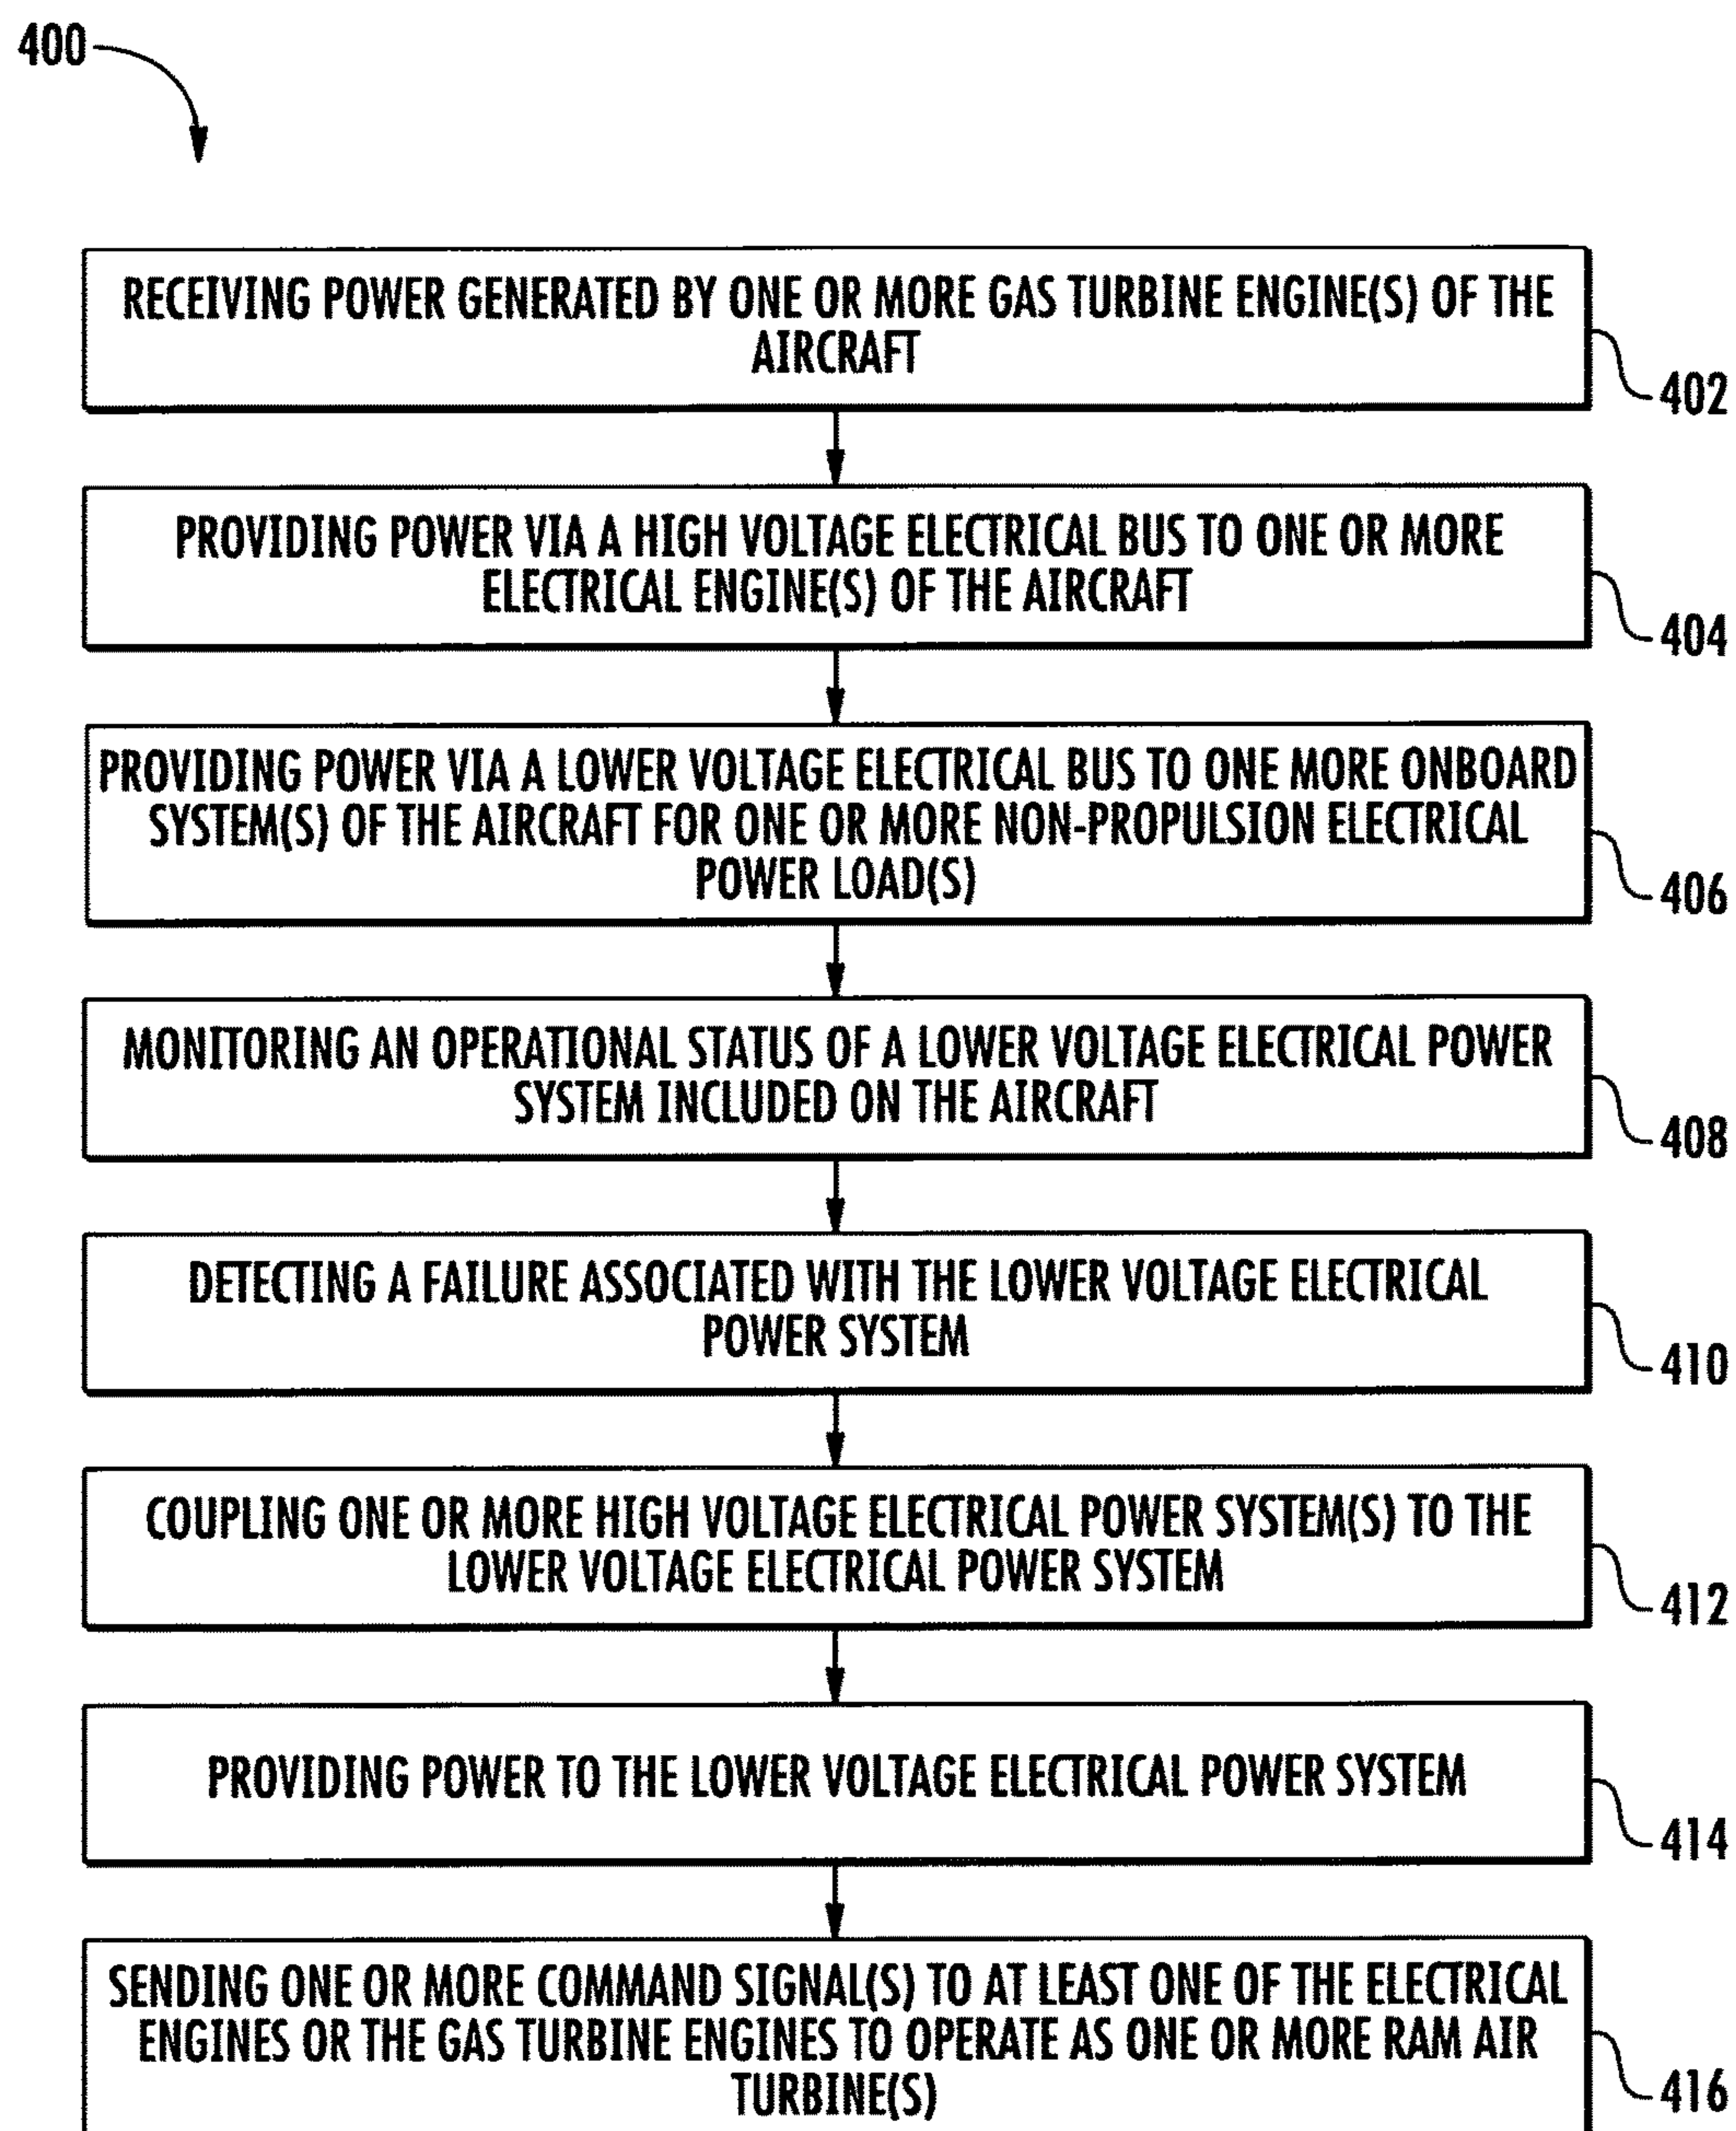 400
RECEIVING POWER GENERATED BY ONE OR MORE GAS TURBINE ENGINE(S) OF THE
AIRCRAFT
402
PROVIDING POWER VIA A HIGH VOLTAGE ELECTRICAL BUS TO ONE OR MORE
ELECTRICAL ENGINE(S) OF THE AIRCRAFT
404
PROVIDING POWER VIA A LOWER VOLTAGE ELECTRICAL BUS TO ONE MORE ONBOARD
SYSTEM(S) OF THE AIRCRAFT FOR ONE OR MORE NON-PROPULSION ELECTRICAL
POWER LOAD(S)
406
MONITORING AN OPERATIONAL STATUS OF A LOWER VOLTAGE ELECTRICAL POWER
SYSTEM INCLUDED ON THE AIRCRAFT
408
DETECTING A FAILURE ASSOCIATED WITH THE LOWER VOLTAGE ELECTRICAL
POWER SYSTEM
410
COUPLING ONE OR MORE HIGH VOLTAGE ELECTRICAL POWER SYSTEM(S) TO THE
LOWER VOLTAGE ELECTRICAL POWER SYSTEM
412
PROVIDING POWER TO THE LOWER VOLTAGE ELECTRICAL POWER SYSTEM
414
SENDING ONE OR MORE COMMAND SIGNAL(S) TO AT LEAST ONE OF THE ELECTRICAL
ENGINES OR THE GAS TURBINE ENGINES TO OPERATE AS ONE OR MORE RAM AIR
TURBINE(S)
416